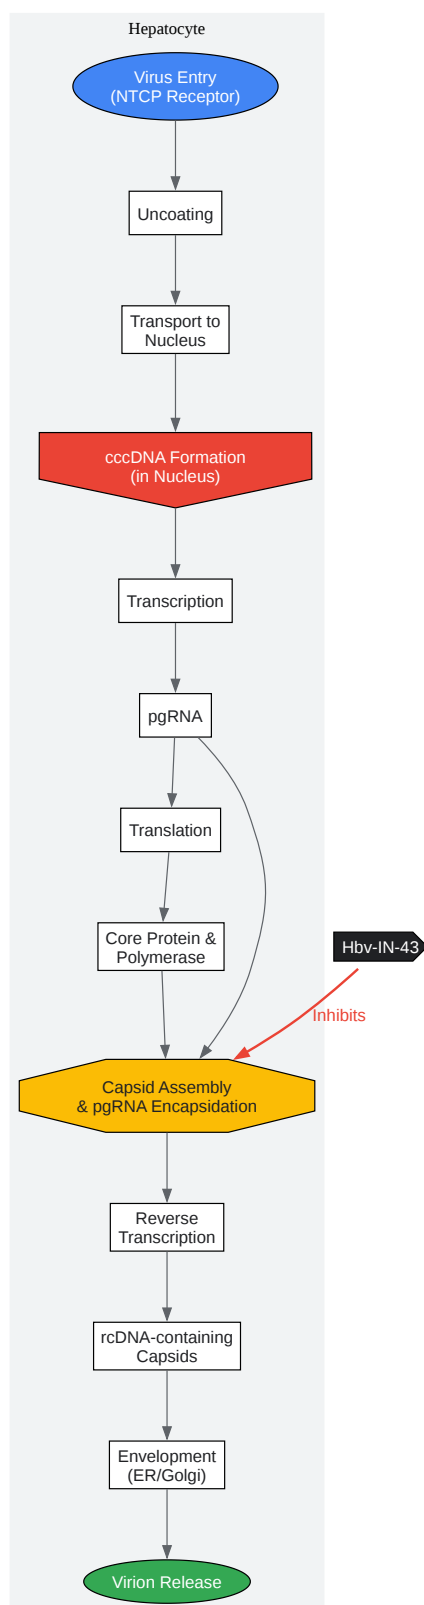 Hepatocyte
Virus Entry
(NTCP Receptor)
Uncoating
Transport to
Nucleus
cccDNA Formation
(in Nucleus)
Transcription
pgRNA
Translation
Core Protein &
Polymerase
Hbv-IN-43
Inhibits
Capsid Assembly
& pgRNA Encapsidation
Reverse
Transcription
rcDNA-containing
Capsids
Envelopment
(ER/Golgi)
Virion Release